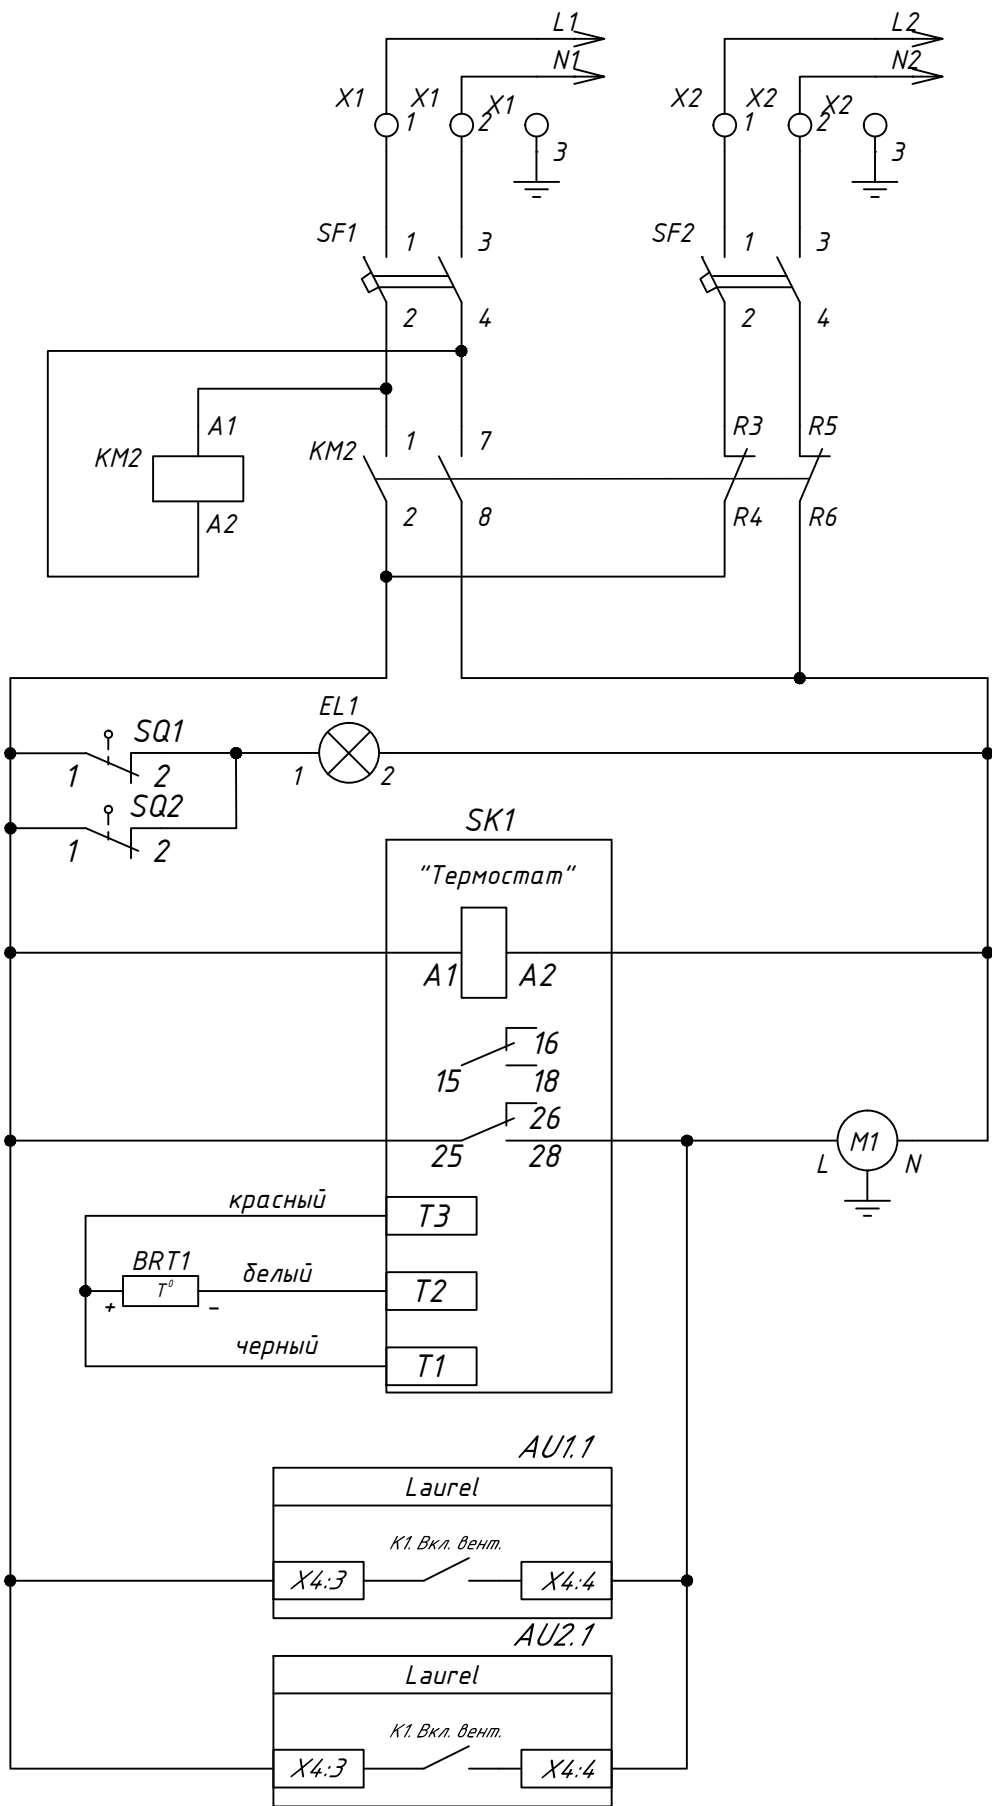 L1 L2
N1 N2
X1 X1 X1 X2 X2 X2
1 2 1 2
3 3
SF1 1 3 SF2 1 3
2 4 2 4
A1 KM2 1 7 R3 R5
KM2
A2 2 8 R4 R6
EL1
SQ1
1 2 1 2
SQ2
1 2
SK1
"Термостат"
A1 A2
16
15 18
26
25 28
M1
L N
красный T3
BRT1 белый
T⁰ T2
+ -
черный T1
AU1.1
Laurel
K1. Вкл. вент.
X4:3 X4:4
AU2.1
Laurel
K1. Вкл. вент.
X4:3 X4:4